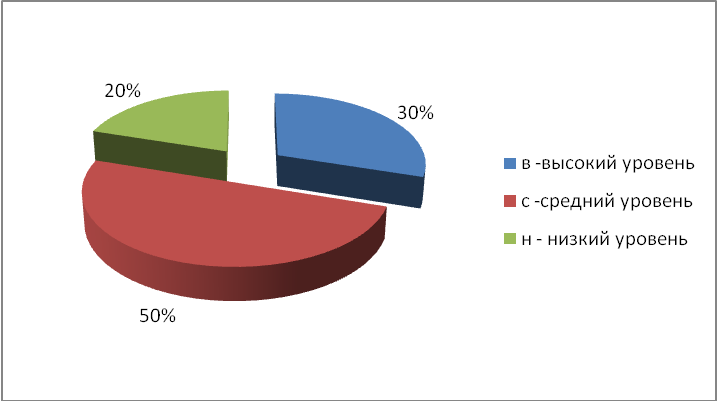 20%
30%
50%
в -высокий уровень
с -средний уровень
н - низкий уровень